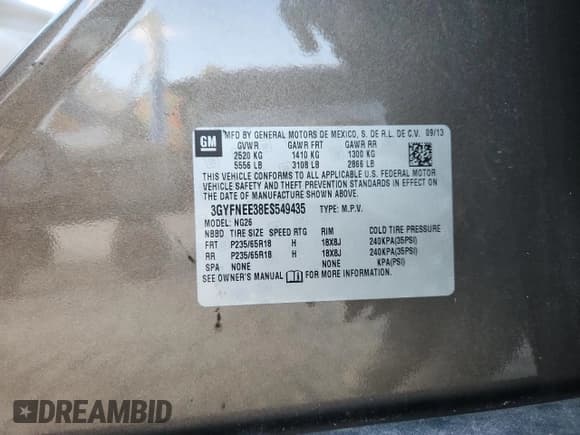 GM
MFD BY GENERAL MOTORS DE MEXICO, S. DE R.L. DE C.V. 09/13
GVWR GAWR FRT GAWR RR
2520 KG 1410 KG 1300 KG
5556 LB 3108 LB 2866 LB
THIS VEHICLE CONFORMS TO ALL APPLICABLE U.S. FEDERAL MOTOR
VEHICLE SAFETY AND THEFT PREVENTION STANDARDS IN EFFECT
ON THE DATE OF MANUFACTURE SHOWN ABOVE.
3GYFNEE38ES549435 TYPE: M.P.V.
MODEL: NG26
NBBD TIRE SIZE SPEED RTG RIM COLD TIRE PRESSURE
FRT P235/65R18 H 18X8J 240KPA(35PSI)
RR P235/65R18 H 18X8J 240KPA(35PSI)
SPA NONE NONE KPA(PSI)
SEE OWNER'S MANUAL i FOR MORE INFORMATION.
DREAMBID